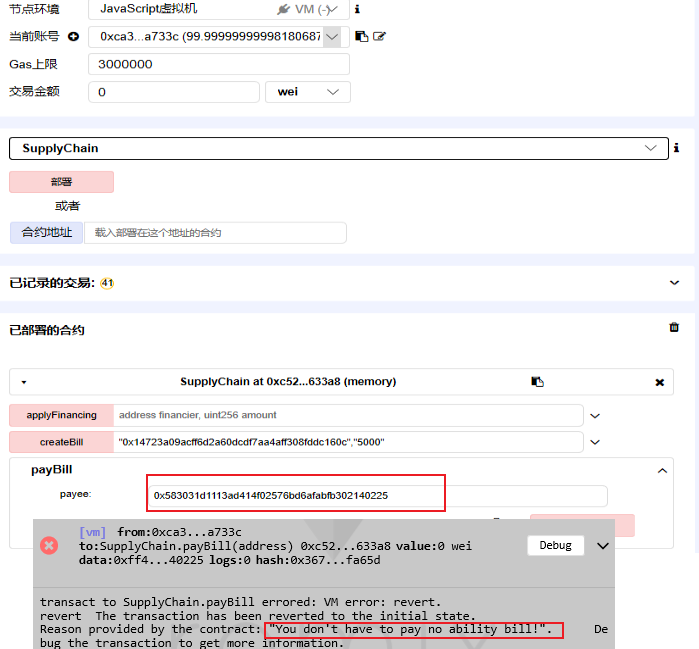 节点环境 JavaScript虚拟机 VM (-)
当前账号 0xca3...a733c (99.99999999998180687
Gas上限 3000000
交易金额 0 wei
SupplyChain
部署
或者
合约地址 载入部署在这个地址的合约
已记录的交易: 41
已部署的合约
SupplyChain at 0xc52...633a8 (memory)
applyFinancing address financier, uint256 amount
createBill "0x14723a09acff6d2a60dcdf7aa4aff308fddc160c","5000"
payBill
payee: 0x583031d1113ad414f02576bd6afabfb302140225
[vm] from:0xca3...a733c
to:SupplyChain.payBill(address) 0xc52...633a8 value:0 wei
data:0xff4...40225 logs:0 hash:0x367...fa65d
Debug
transact to SupplyChain.payBill errored: VM error: revert.
revert The transaction has been reverted to the initial state.
Reason provided by the contract: "You don't have to pay no ability bill!". De
bug the transaction to get more information.